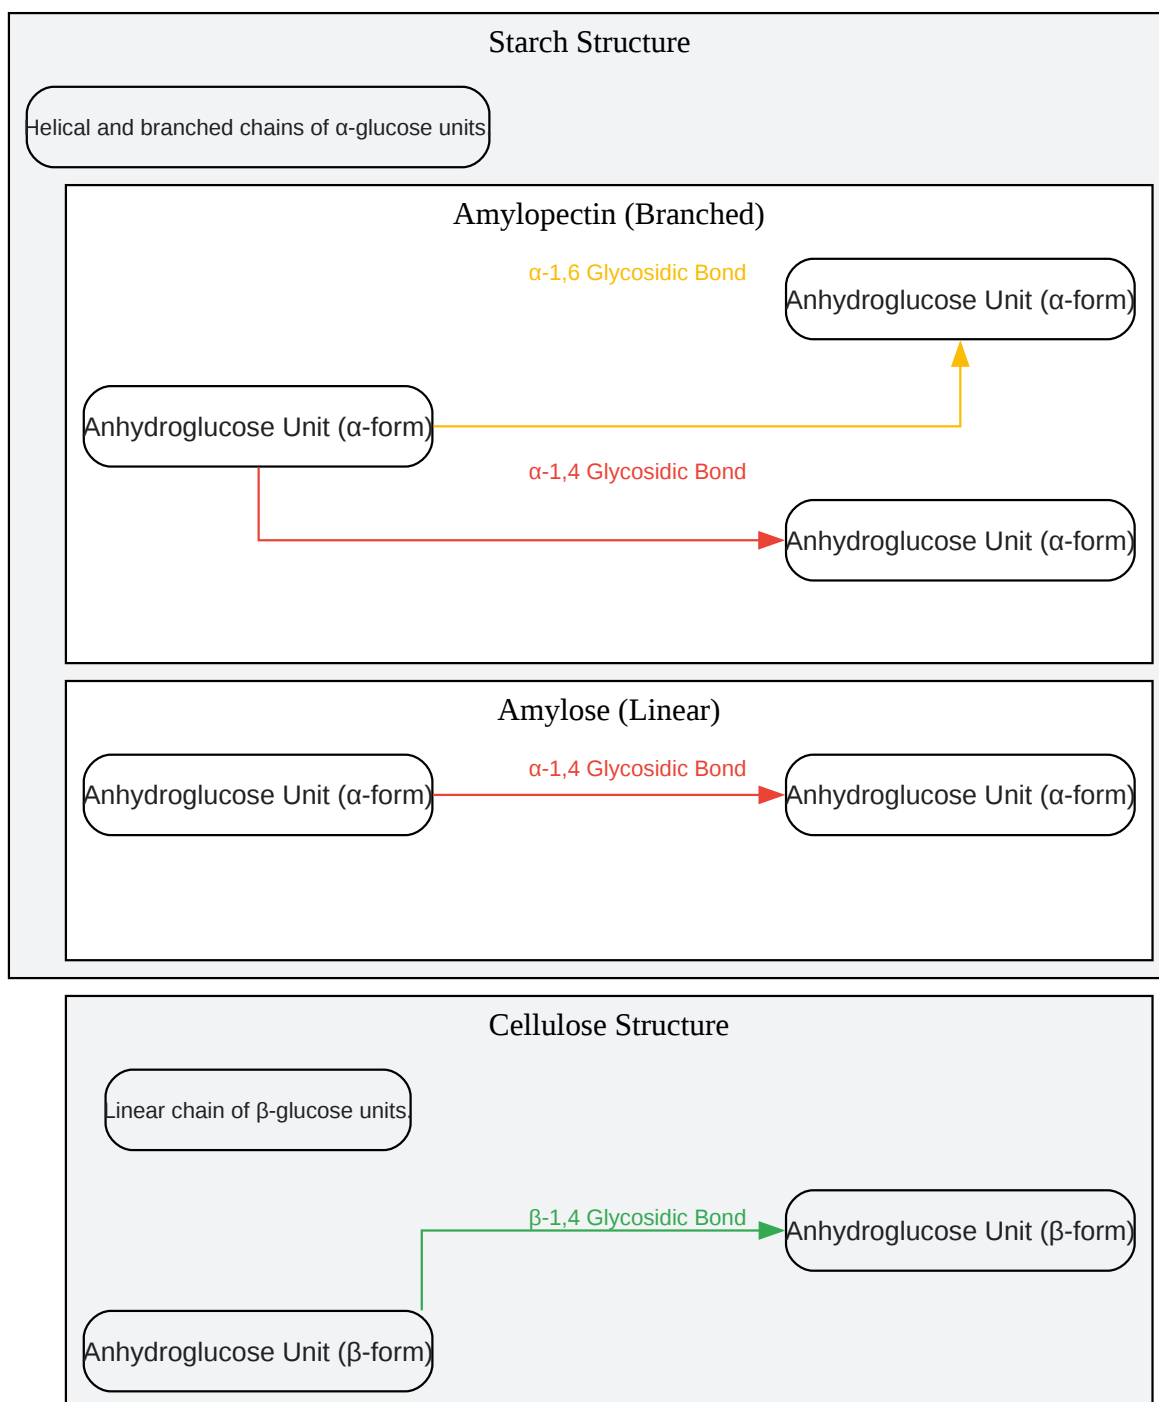 Starch Structure
Helical and branched chains of α-glucose units.
Amylopectin (Branched)
α-1,6 Glycosidic Bond
Anhydroglucose Unit (α-form)
Anhydroglucose Unit (α-form)
α-1,4 Glycosidic Bond
Anhydroglucose Unit (α-form)
Amylose (Linear)
Anhydroglucose Unit (α-form)
α-1,4 Glycosidic Bond
Anhydroglucose Unit (α-form)
Cellulose Structure
Linear chain of β-glucose units.
β-1,4 Glycosidic Bond
Anhydroglucose Unit (β-form)
Anhydroglucose Unit (β-form)